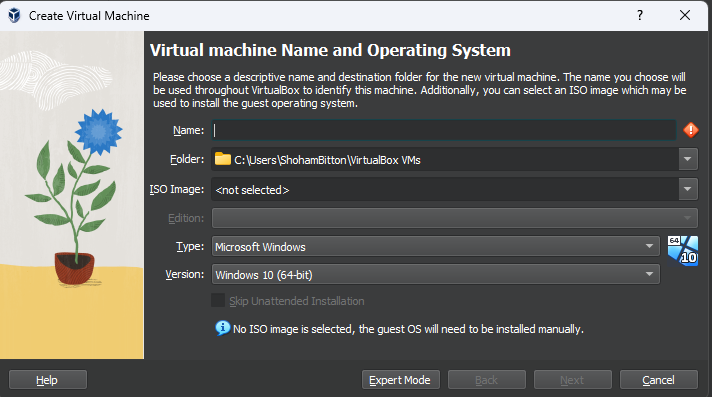 Create Virtual Machine
?
Virtual machine Name and Operating System
Please choose a descriptive name and destination folder for the new virtual machine. The name you choose will
be used throughout VirtualBox to identify this machine. Additionally, you can select an ISO image which may be
used to install the guest operating system.
Name:
Folder: C:\Users\ShohamBitton\VirtualBox VMs
ISO Image: <not selected>
Edition:
Type: Microsoft Windows 64
Version: Windows 10 (64-bit) 10
Skip Unattended Installation
No ISO image is selected, the guest OS will need to be installed manually.
Help Expert Mode Back Next Cancel